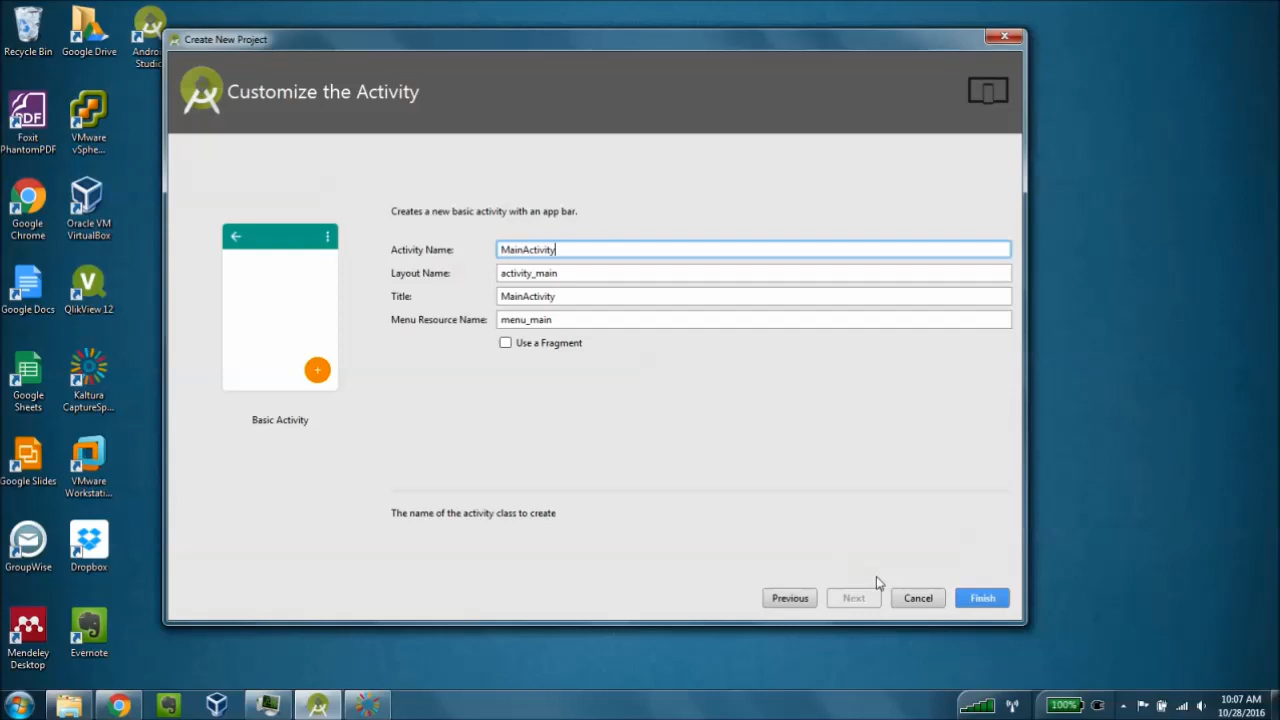 Create New Project
Customize the Activity
Creates a new basic activity with an app bar.
Activity Name:
MainActivity
Layout Name:
activity_main
Title:
MainActivity
Menu Resource Name:
menu_main
Use a Fragment
Basic Activity
The name of the activity class to create
Previous
Next
Cancel
Finish
Recycle Bin
Google Drive
Andro...
Studio
PDF
Foxit
PhantomPDF
VMware
vSphe...
Google
Chrome
Oracle VM
VirtualBox
Google Docs
QlikView 12
Google
Sheets
Kaltura
CaptureSp...
Google Slides
VMware
Workstati...
GroupWise
Dropbox
Mendeley
Desktop
Evernote
100%
10:07 AM
10/28/2016